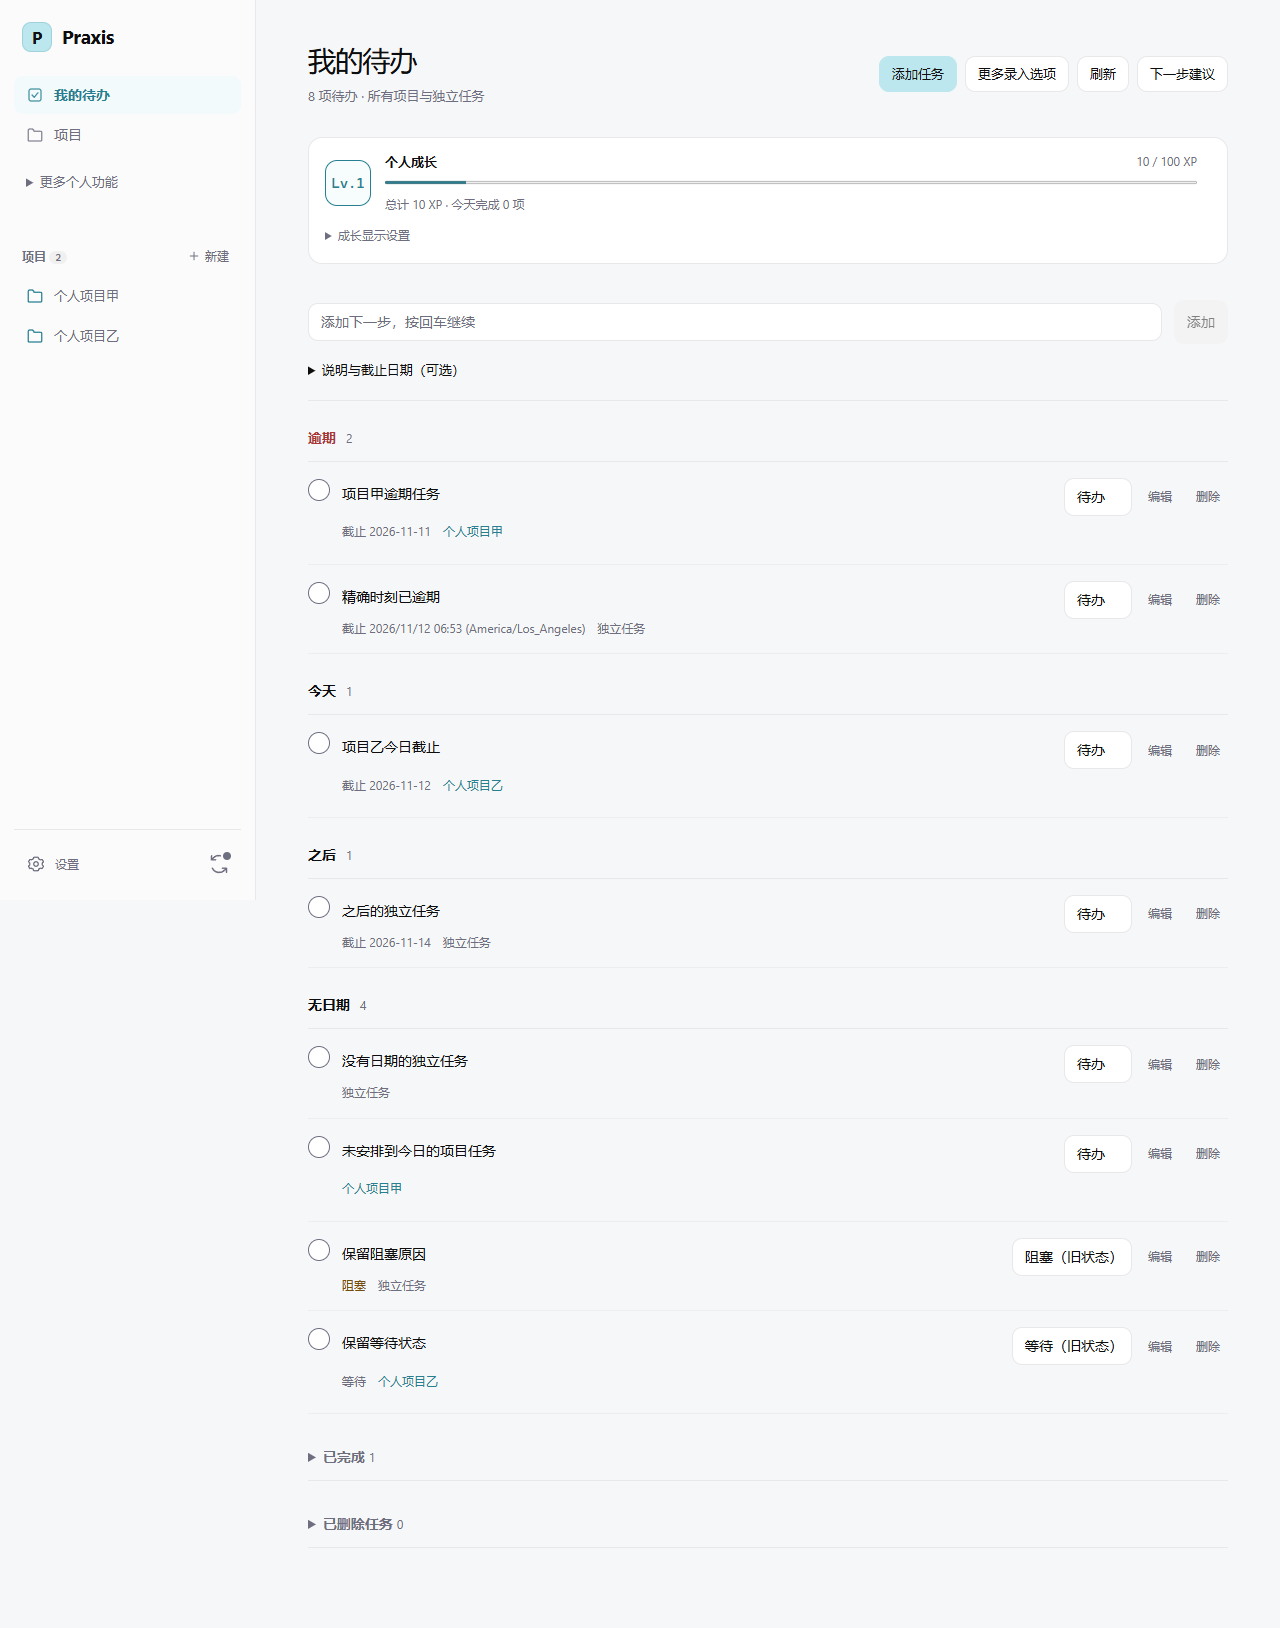 P Praxis
我的待办
项目
更多个人功能
项目 2 + 新建
个人项目甲
个人项目乙
设置
我的待办
8 项待办 · 所有项目与独立任务
添加任务 更多录入选项 刷新 下一步建议
Lv.1
个人成长 10 / 100 XP
总计 10 XP · 今天完成 0 项
成长显示设置
添加下一步，按回车继续 添加
说明与截止日期（可选）
逾期 2
项目甲逾期任务 待办 编辑 删除
截止 2026-11-11 个人项目甲
精确时刻已逾期 待办 编辑 删除
截止 2026/11/12 06:53 (America/Los_Angeles) 独立任务
今天 1
项目乙今日截止 待办 编辑 删除
截止 2026-11-12 个人项目乙
之后 1
之后的独立任务 待办 编辑 删除
截止 2026-11-14 独立任务
无日期 4
没有日期的独立任务 待办 编辑 删除
独立任务
未安排到今日的项目任务 待办 编辑 删除
个人项目甲
保留阻塞原因 阻塞（旧状态） 编辑 删除
阻塞 独立任务
保留等待状态 等待（旧状态） 编辑 删除
等待 个人项目乙
已完成 1
已删除任务 0